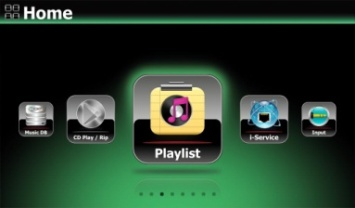 Home
Music DB
CD Play / Rip
Playlist
i-Service
Input